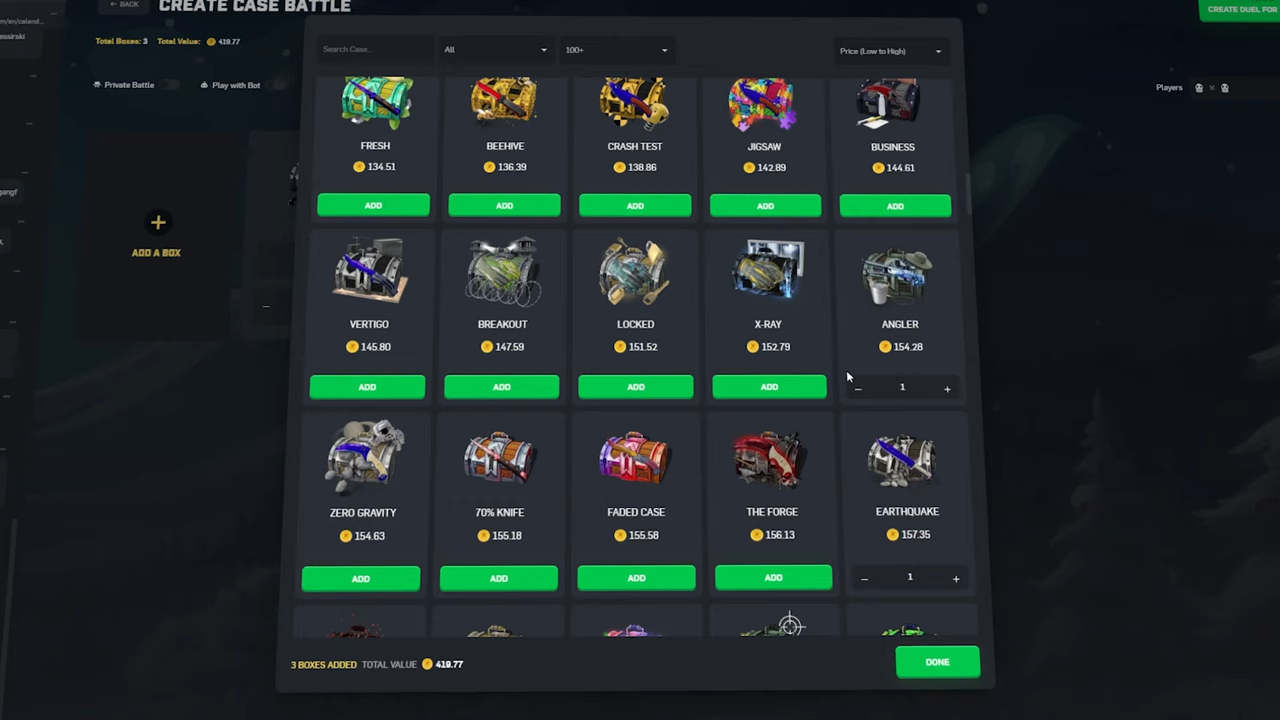 ← BACK
CREATE CASE BATTLE
CREATE DUEL FOR
Total Boxes: 3 Total Value: 419.77
Private Battle
Play with Bot
Players
ADD A BOX
Search Case...
All
100+
Price (Low to High)
FRESH BEEHIVE CRASH TEST JIGSAW BUSINESS
134.51 136.39 138.86 142.89 144.61
ADD ADD ADD ADD ADD
VERTIGO BREAKOUT LOCKED X-RAY ANGLER
145.80 147.59 151.52 152.79 154.28
ADD ADD ADD ADD – 1 +
ZERO GRAVITY 70% KNIFE FADED CASE THE FORGE EARTHQUAKE
154.63 155.18 155.58 156.13 157.35
ADD ADD ADD ADD – 1 +
3 BOXES ADDED TOTAL VALUE 419.77
DONE